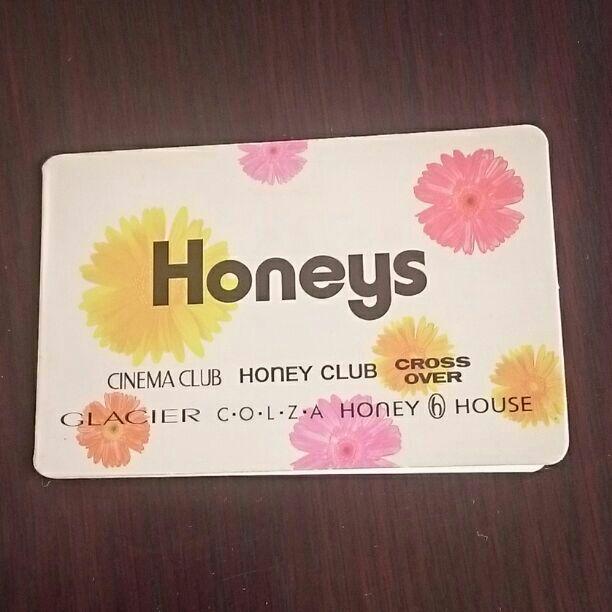 Honeys
CINEMA CLUB HONEY CLUB CROSS OVER
GLACIER C·O·L·Z·A HONEY ⑥ HOUSE